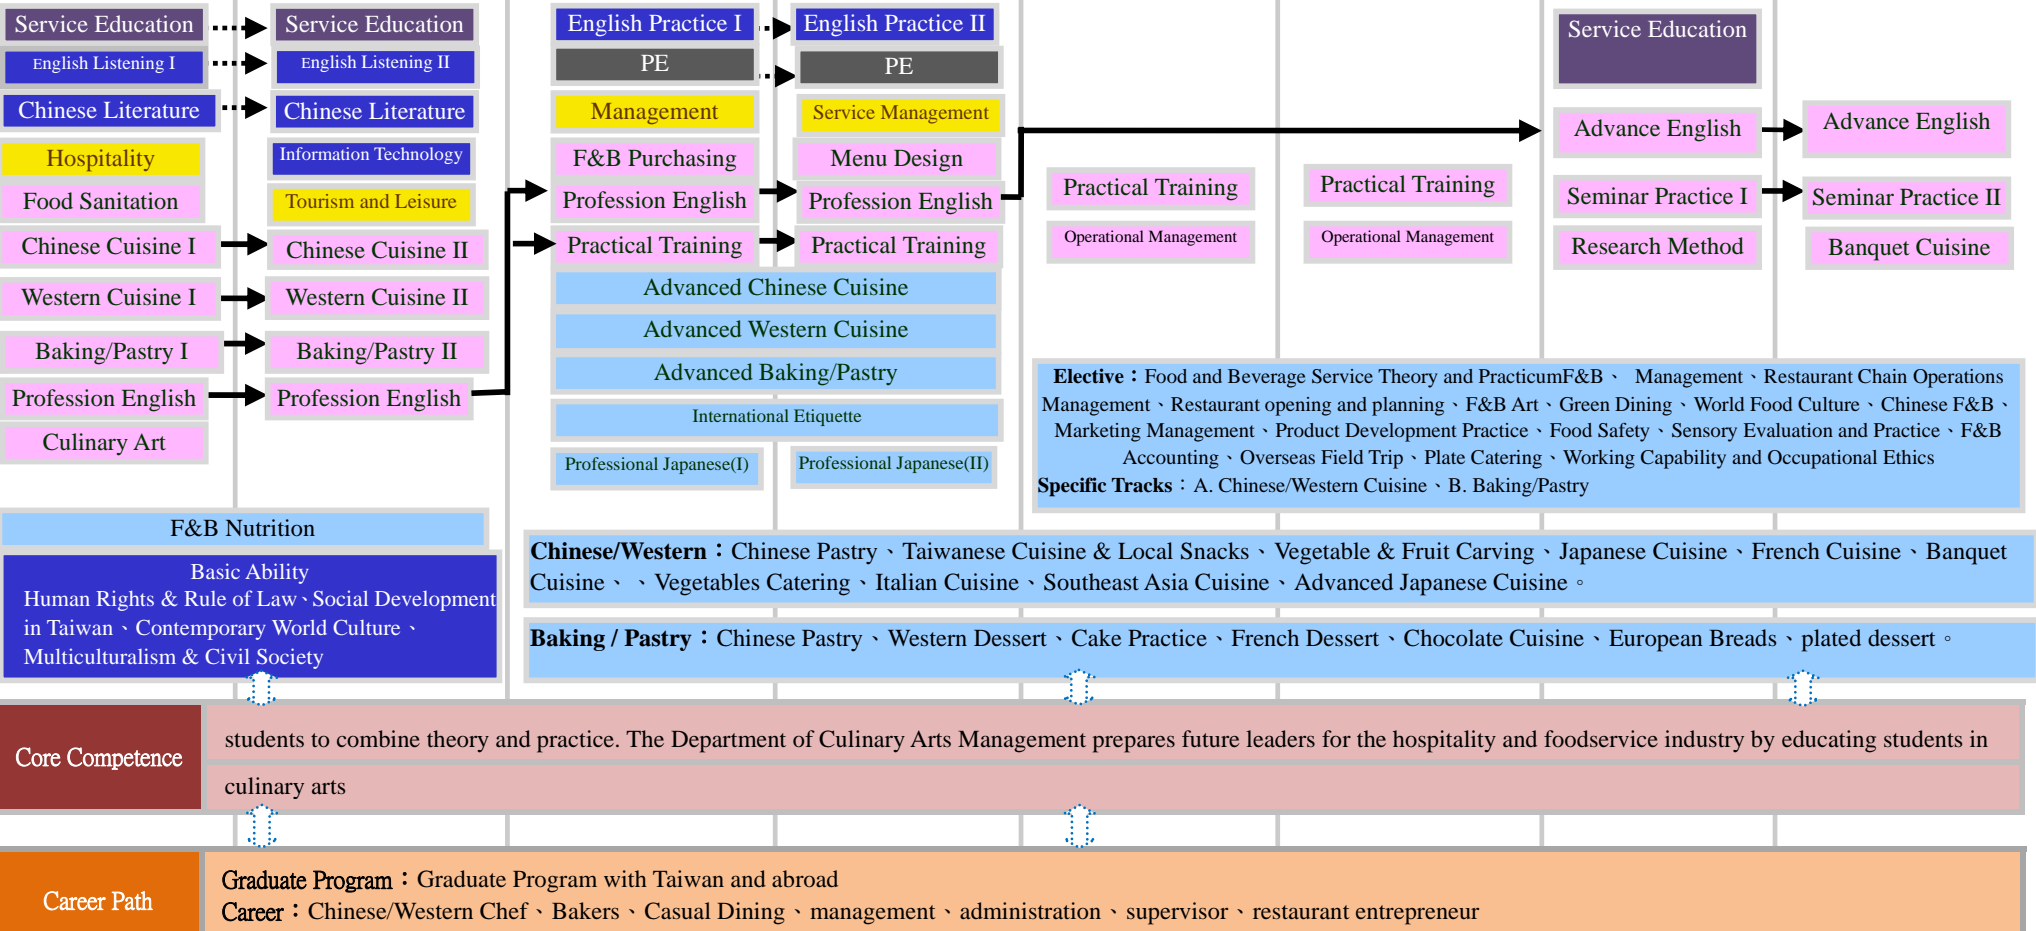 Service Education
Service Education
English Practice I
English Practice II
Service Education
English Listening I
English Listening II
PE
PE
Chinese Literature
Chinese Literature
Management
Service Management
Advance English
Advance English
Hospitality
Information Technology
F&B Purchasing
Menu Design
Practical Training
Practical Training
Food Sanitation
Tourism and Leisure
Profession English
Profession English
Seminar Practice I
Seminar Practice II
Chinese Cuisine I
Chinese Cuisine II
Practical Training
Practical Training
Operational Management
Operational Management
Research Method
Banquet Cuisine
Western Cuisine I
Western Cuisine II
Advanced Chinese Cuisine
Advanced Western Cuisine
Baking/Pastry I
Baking/Pastry II
Advanced Baking/Pastry
Profession English
Profession English
International Etiquette
Culinary Art
Professional Japanese(I)
Professional Japanese(II)
Elective：Food and Beverage Service Theory and PracticumF&B、 Management、Restaurant Chain Operations
Management、Restaurant opening and planning、F&B Art、Green Dining、World Food Culture、Chinese F&B、
Marketing Management、Product Development Practice、Food Safety、Sensory Evaluation and Practice、F&B
Accounting、Overseas Field Trip、Plate Catering、Working Capability and Occupational Ethics
Specific Tracks：A. Chinese/Western Cuisine、B. Baking/Pastry
F&B Nutrition
Basic Ability
Human Rights & Rule of Law、Social Development
in Taiwan、Contemporary World Culture、
Multiculturalism & Civil Society
Chinese/Western：Chinese Pastry、Taiwanese Cuisine & Local Snacks、Vegetable & Fruit Carving、Japanese Cuisine、French Cuisine、Banquet
Cuisine、 、Vegetables Catering、Italian Cuisine、Southeast Asia Cuisine、Advanced Japanese Cuisine。
Baking / Pastry：Chinese Pastry、Western Dessert、Cake Practice、French Dessert、Chocolate Cuisine、European Breads、plated dessert。
Core Competence
students to combine theory and practice. The Department of Culinary Arts Management prepares future leaders for the hospitality and foodservice industry by educating students in
culinary arts
Career Path
Graduate Program：Graduate Program with Taiwan and abroad
Career：Chinese/Western Chef、Bakers、Casual Dining、management、administration、supervisor、restaurant entrepreneur